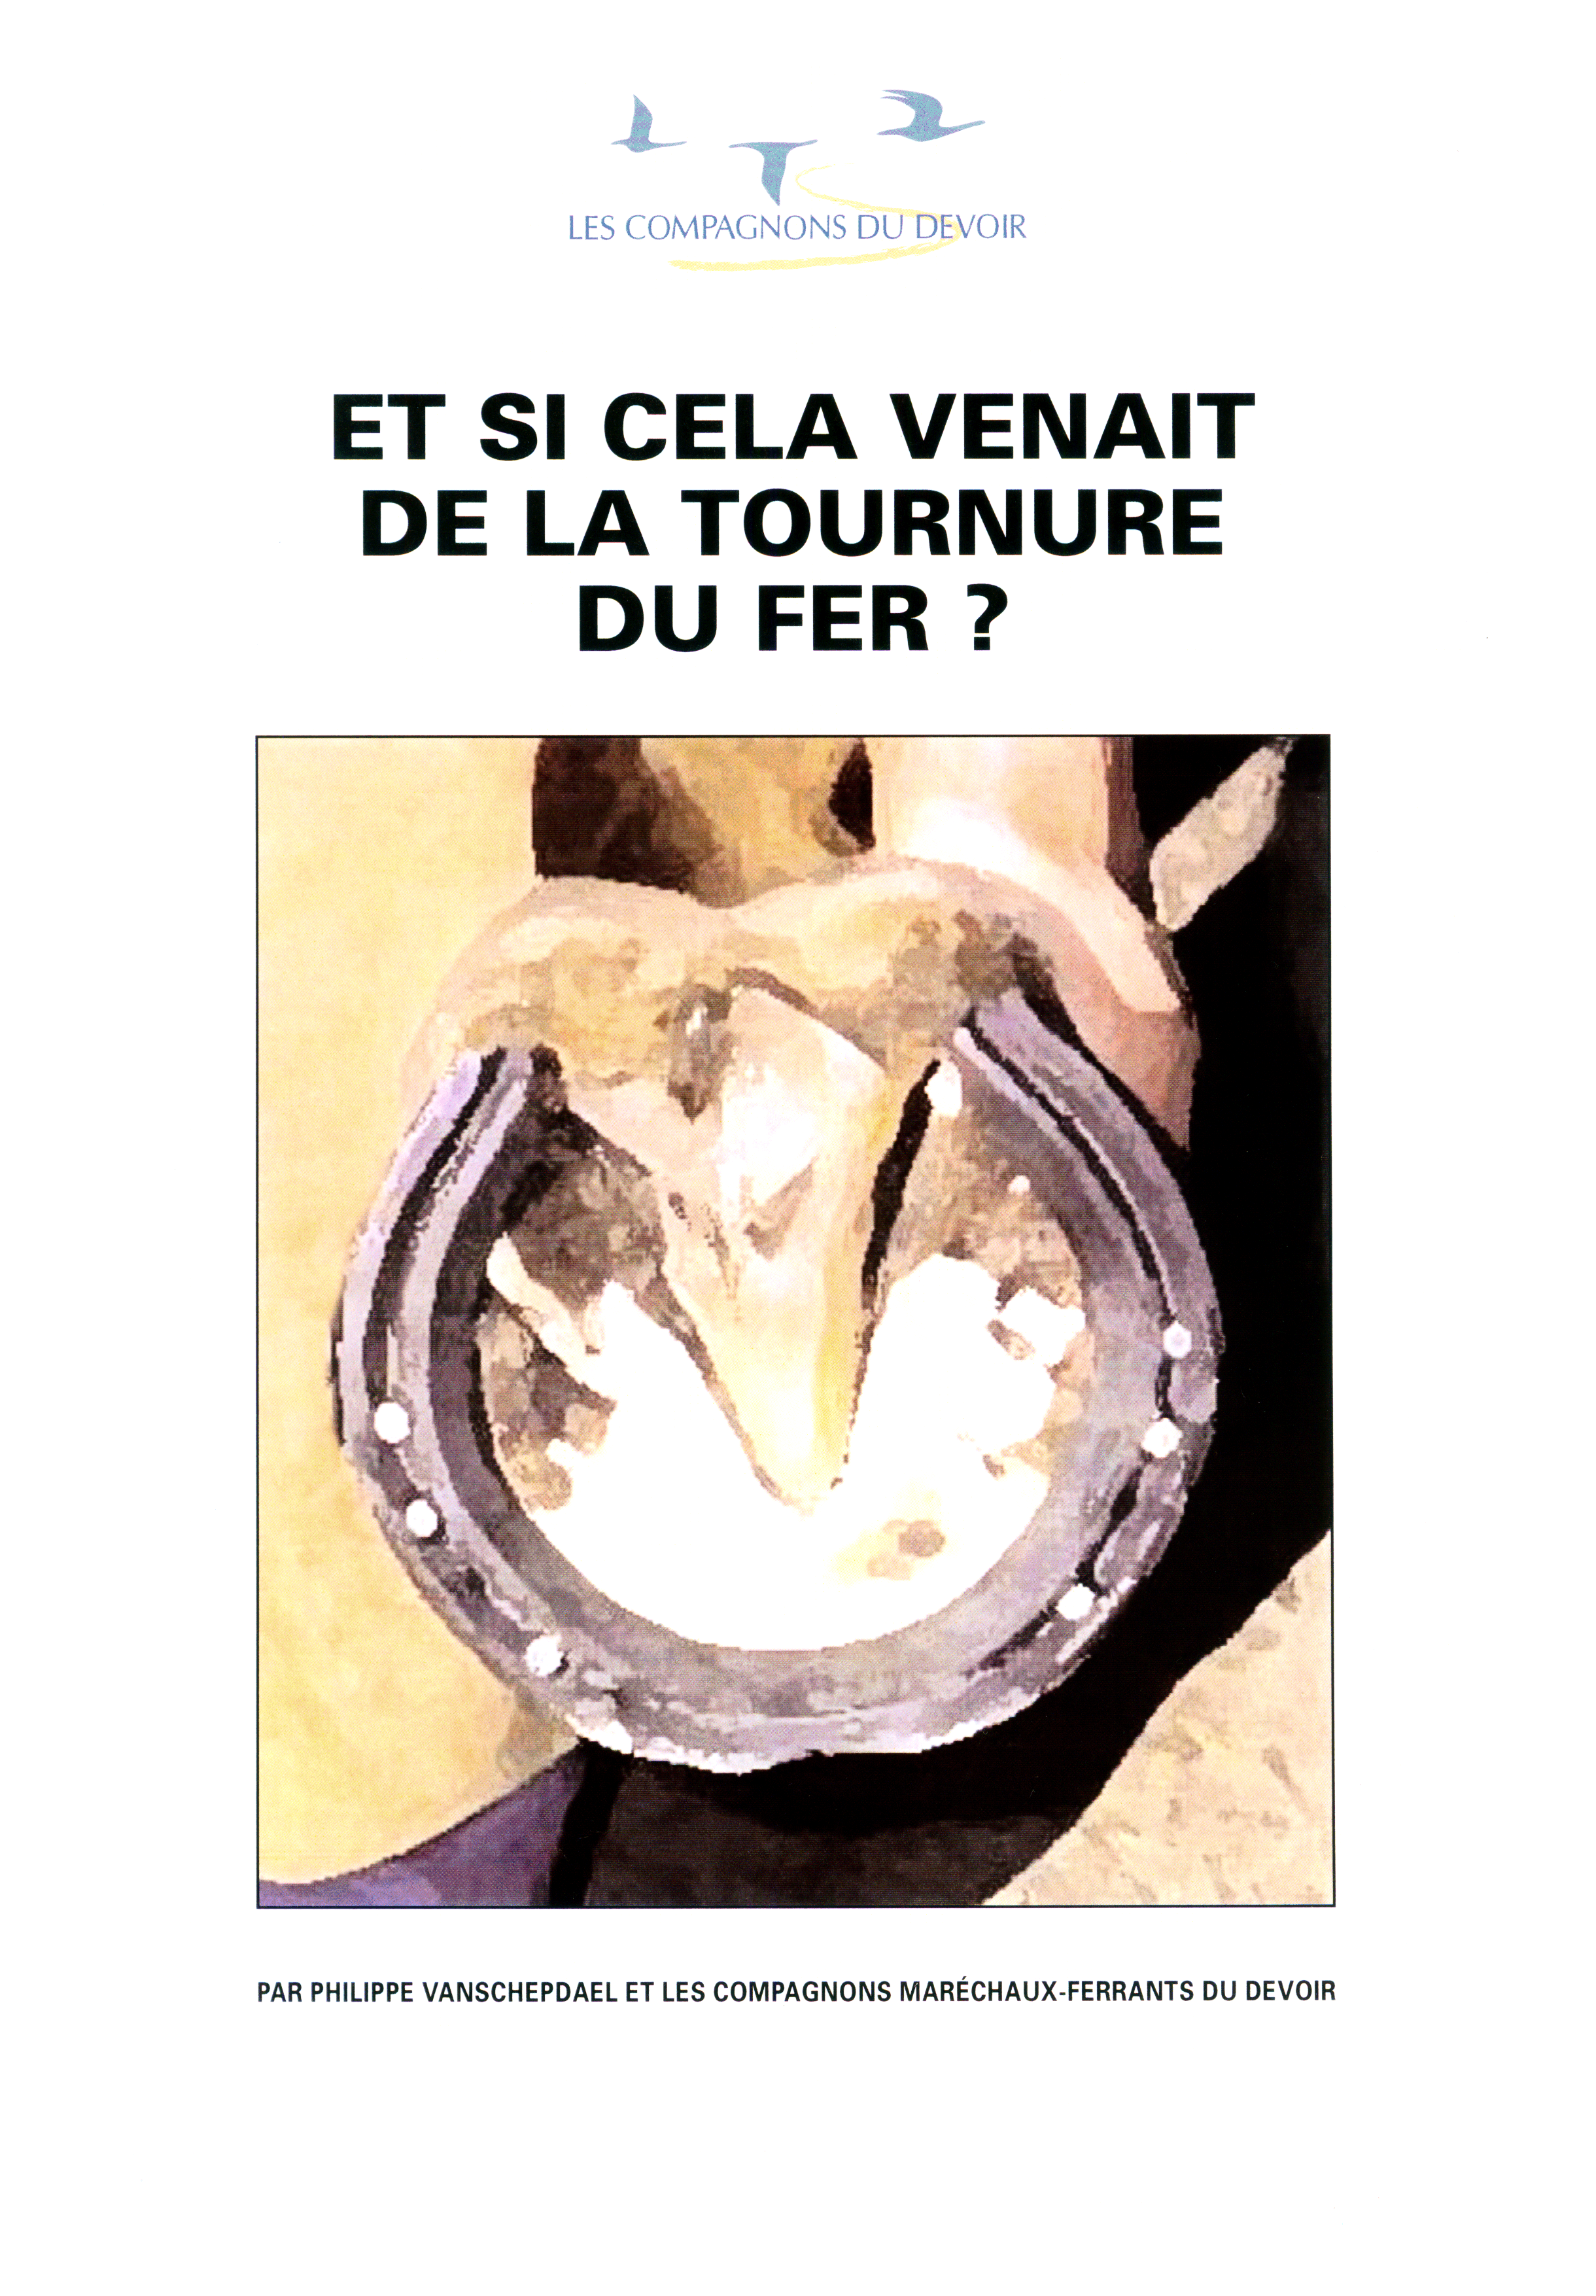 LES COMPAGNONS DU DEVOIR
ET SI CELA VENAIT
DE LA TOURNURE
DU FER ?
PAR PHILIPPE VANSCHEPDAEL ET LES COMPAGNONS MARÉCHAUX-FERRANTS DU DEVOIR